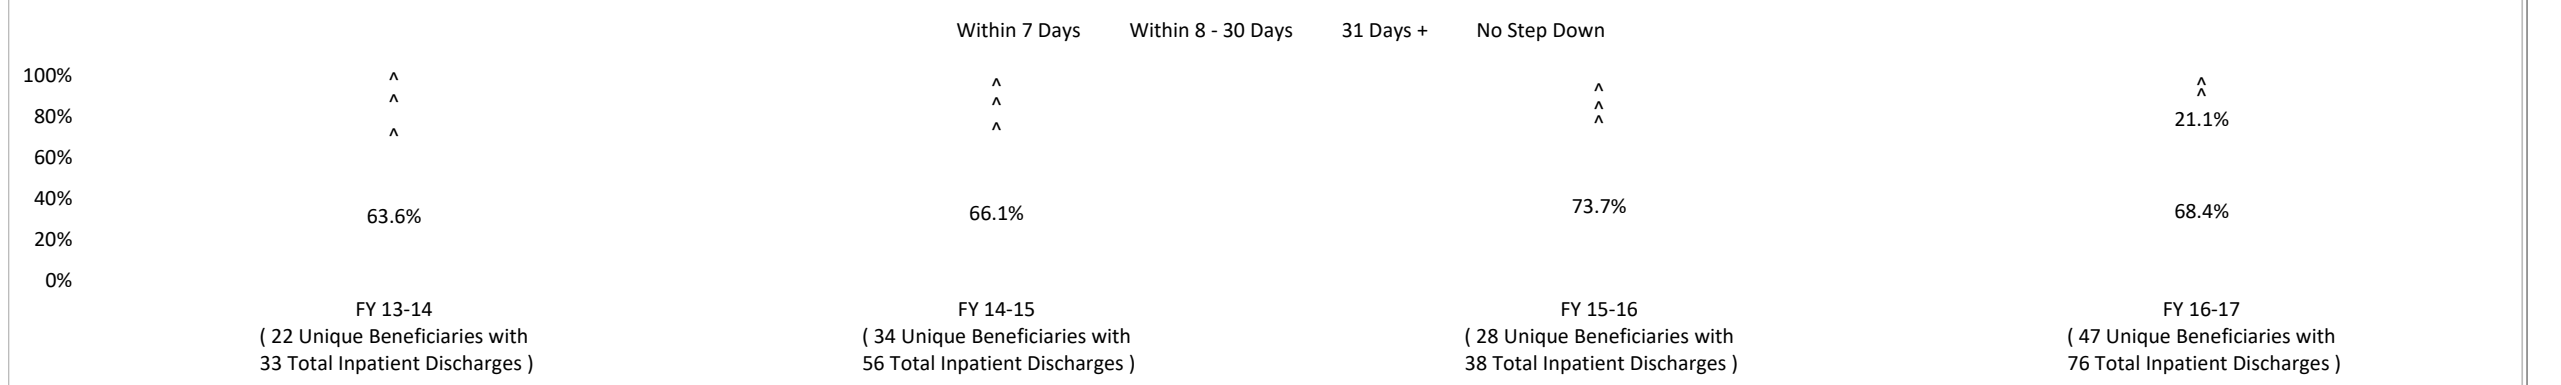 Within 7 Days Within 8 - 30 Days 31 Days + No Step Down
100% ^ ^ ^ ^
^ ^ ^ ^
80% ^ ^ ^ 21.1%
60%
40%
63.6% 66.1% 73.7% 68.4%
20%
0%
FY 13-14 FY 14-15 FY 15-16 FY 16-17
( 22 Unique Beneficiaries with ( 34 Unique Beneficiaries with ( 28 Unique Beneficiaries with ( 47 Unique Beneficiaries with
33 Total Inpatient Discharges ) 56 Total Inpatient Discharges ) 38 Total Inpatient Discharges ) 76 Total Inpatient Discharges )